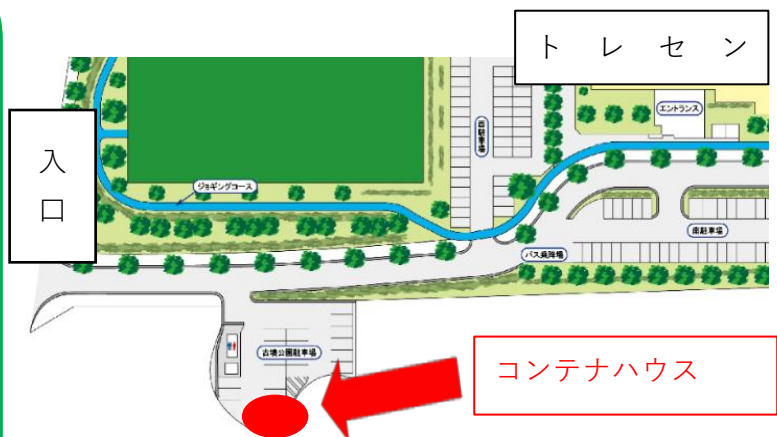 トレセン
エントランス
西駐車場
入口
ジョギングコース
南駐車場
バス乗降場
古墳公園駐車場
コンテナハウス